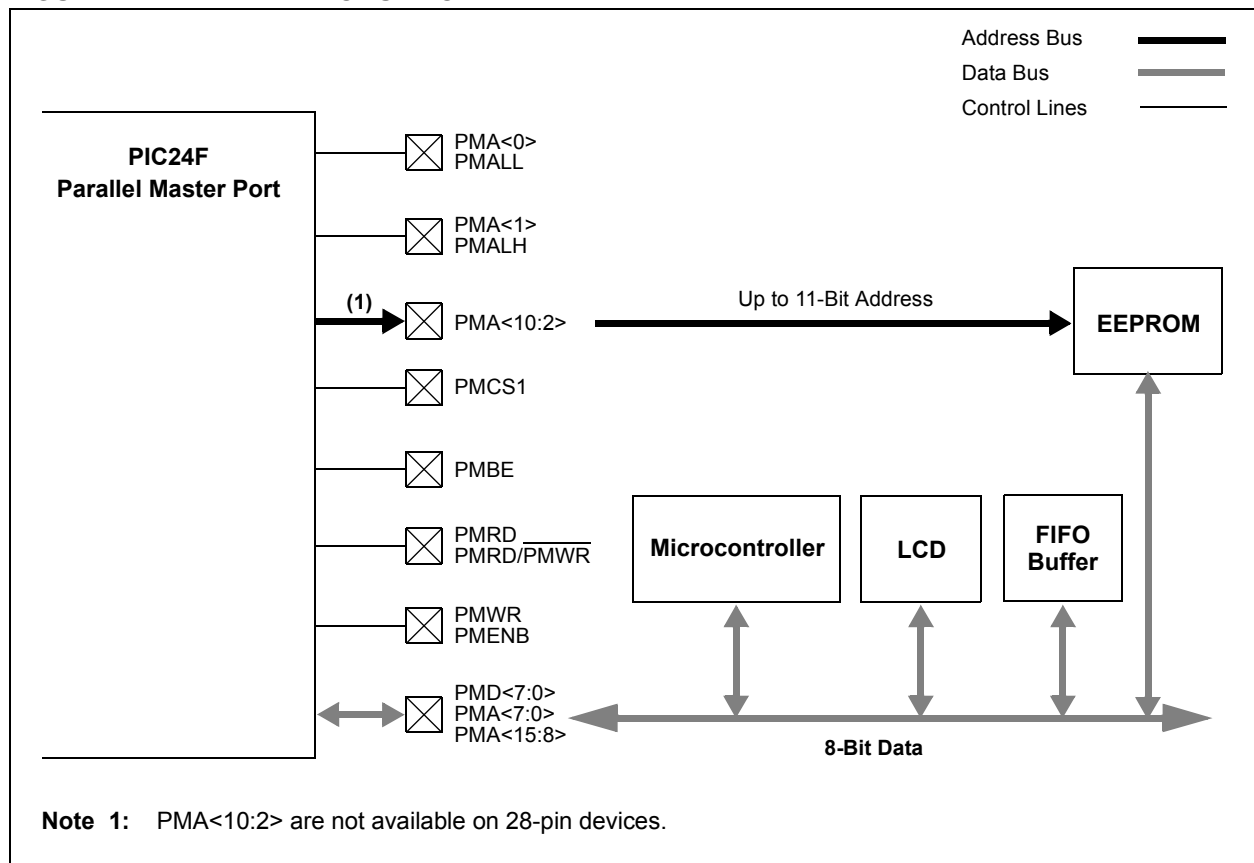 Address Bus
Data Bus
Control Lines
PIC24F
Parallel Master Port
PMA<0>
PMALL
PMA<1>
PMALH
(1)
PMA<10:2>
Up to 11-Bit Address
EEPROM
PMCS1
PMBE
PMRD
PMRD/PMWR
Microcontroller
LCD
FIFO
Buffer
PMWR
PMENB
PMD<7:0>
PMA<7:0>
PMA<15:8>
8-Bit Data
Note 1: PMA<10:2> are not available on 28-pin devices.